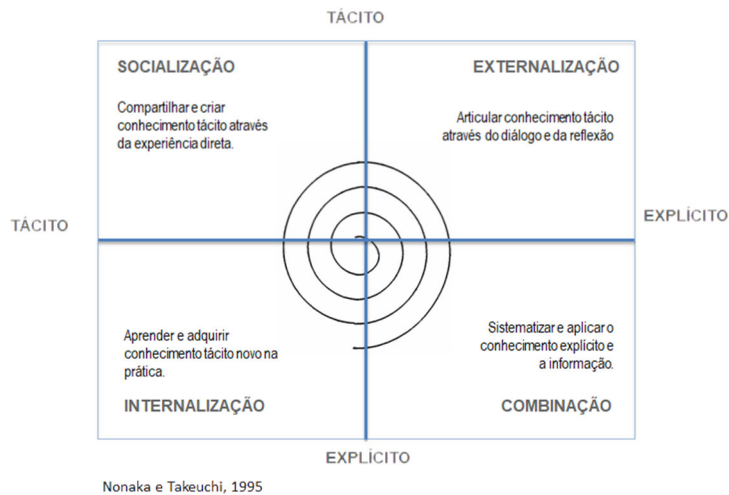 TÁCITO
SOCIALIZAÇÃO
Compartilhar e criar
conhecimento tácito através
da experiência direta.
EXTERNALIZAÇÃO
Articular conhecimento tácito
através do diálogo e da reflexão
TÁCITO
EXPLÍCITO
Aprender e adquirir
conhecimento tácito novo na
prática.
INTERNALIZAÇÃO
Sistematizar e aplicar o
conhecimento explícito e
a informação.
COMBINAÇÃO
EXPLÍCITO
Nonaka e Takeuchi, 1995